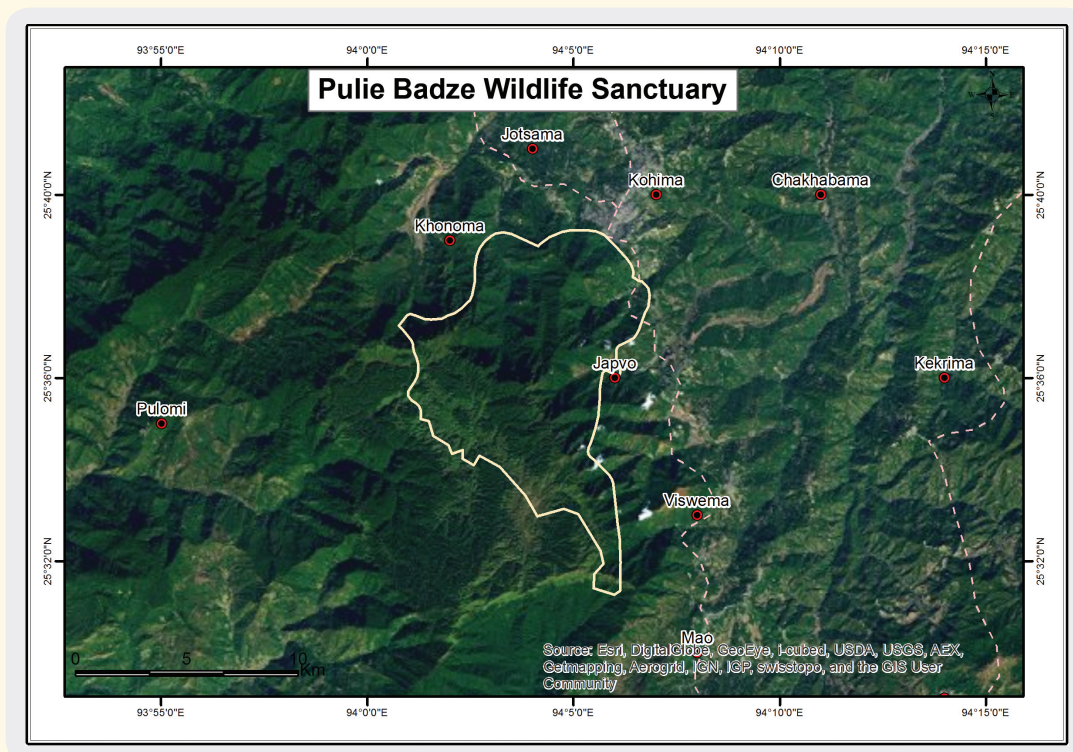 93°55'0"E 94°0'0"E 94°5'0"E 94°10'0"E 94°15'0"E
Pulie Badze Wildlife Sanctuary
Jotsama
25°40'0"N
Kohima
Chakhabama
25°40'0"N
Khonoma
25°36'0"N
Japvo
Kekrima
25°36'0"N
Pulomi
Viswema
25°32'0"N
25°32'0"N
Mao
0 5 10
Km
Source: Esri, DigitalGlobe, GeoEye, i-cubed, USDA, USGS, AEX,
Getmapping, Aerogrid, IGN, IGP, swisstopo, and the GIS User
Community
93°55'0"E 94°0'0"E 94°5'0"E 94°10'0"E 94°15'0"E